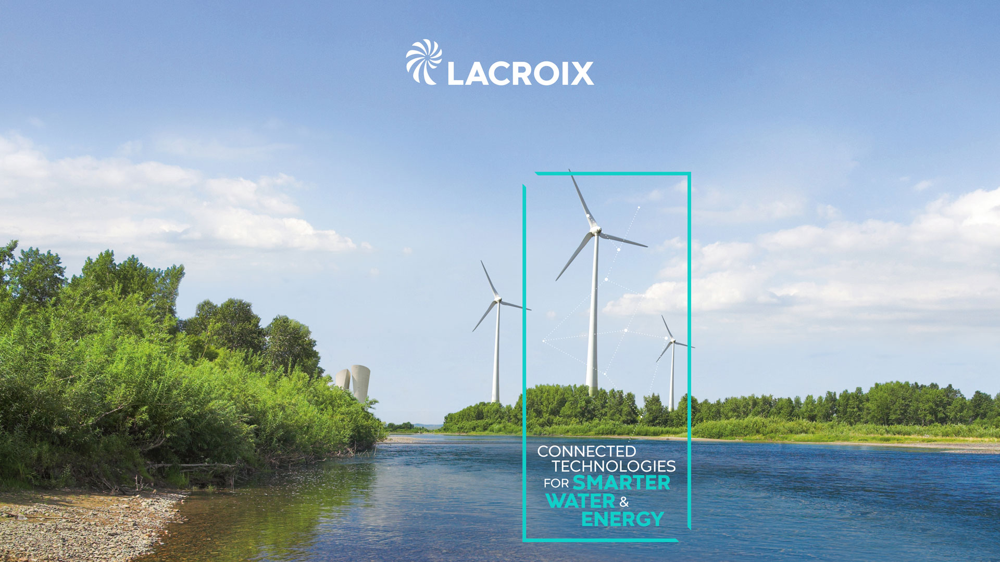 LACROIX
CONNECTED
TECHNOLOGIES
FOR SMARTER
WATER &
ENERGY